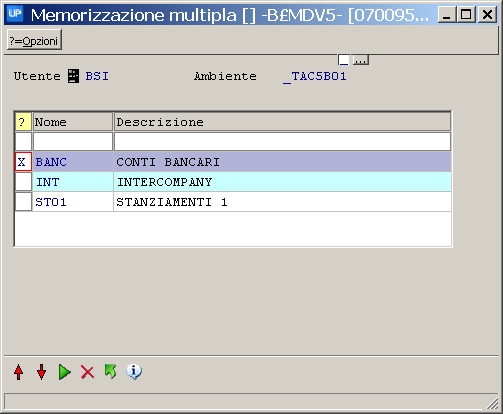 UP Memorizzazione multipla [] -B£MDV5- [070095...
?=Opzioni
_ ...
Utente BSI Ambiente _TAC5B01
? Nome Descrizione
X BANC CONTI BANCARI
INT INTERCOMPANY
STO1 STANZIAMENTI 1